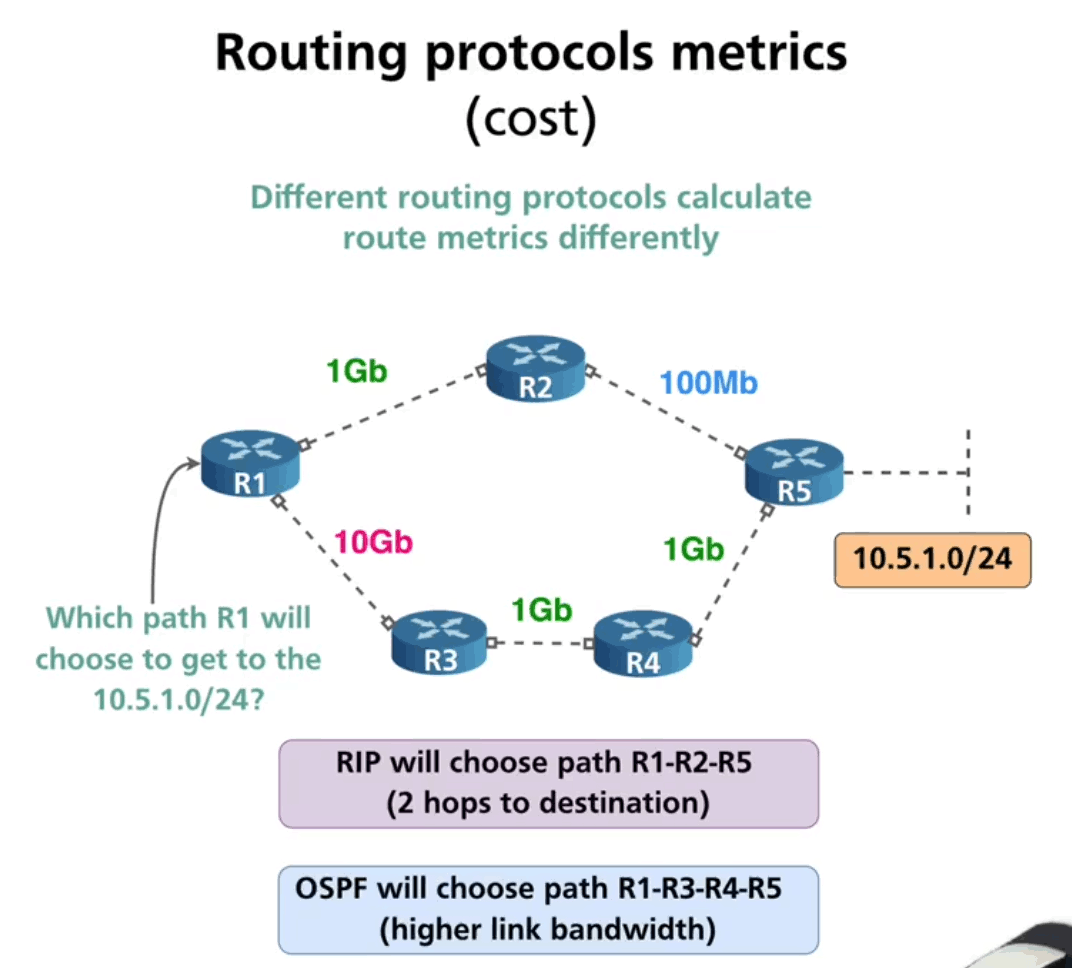 Routing protocols metrics
(cost)
Different routing protocols calculate
route metrics differently
1Gb
R2
100Mb
R1
R5
10Gb
1Gb
10.5.1.0/24
1Gb
R3
R4
Which path R1 will
choose to get to the
10.5.1.0/24?
RIP will choose path R1-R2-R5
(2 hops to destination)
OSPF will choose path R1-R3-R4-R5
(higher link bandwidth)